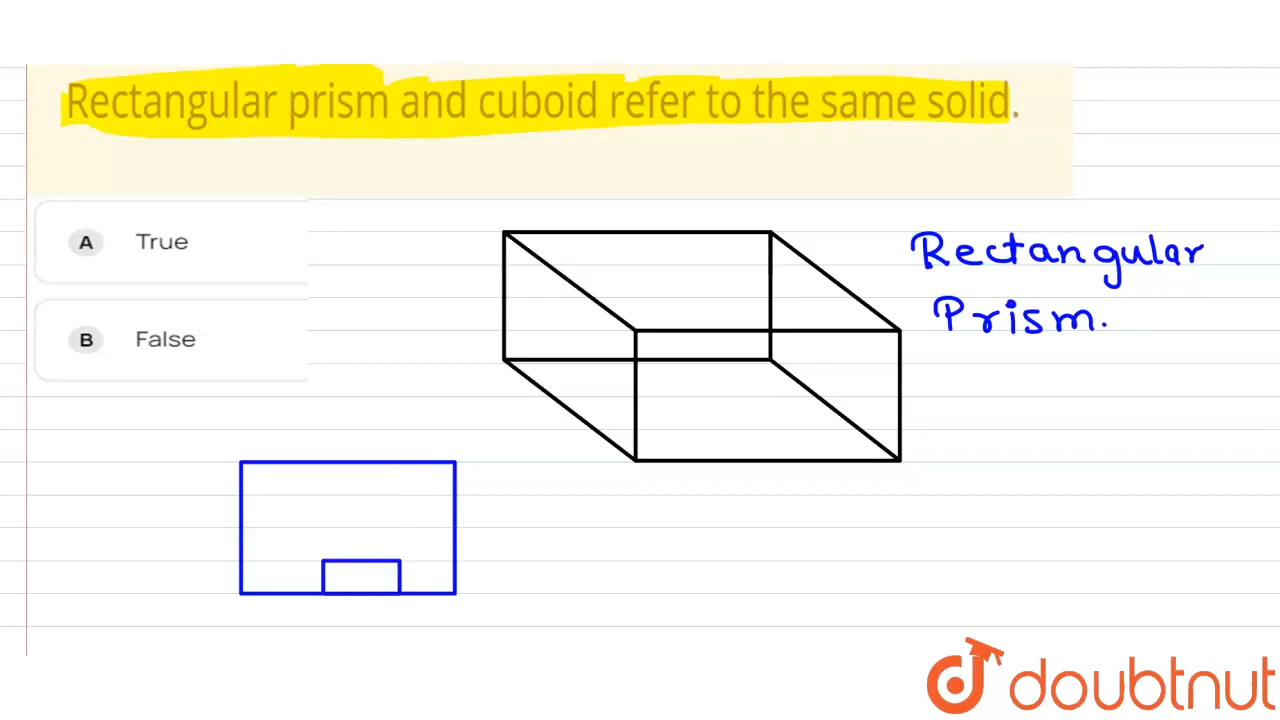 Rectangular prism and cuboid refer to the same solid.
A True
B False
Rectangular
Prism.
doubtnut